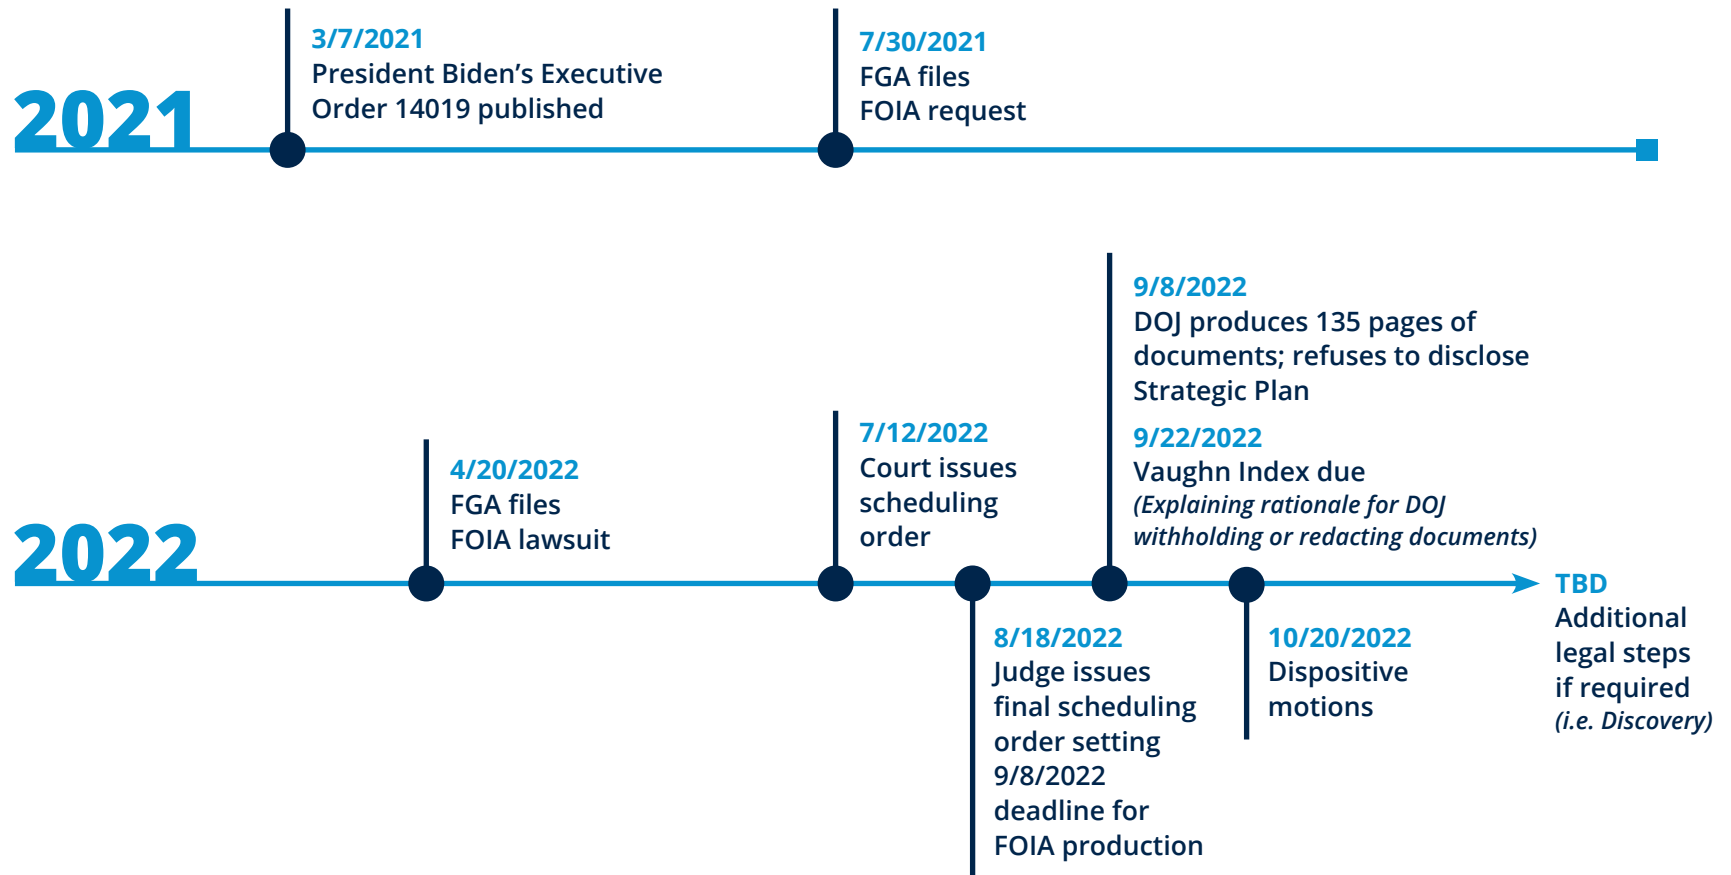 2021
3/7/2021
President Biden’s Executive
Order 14019 published
7/30/2021
FGA files
FOIA request
2022
4/20/2022
FGA files
FOIA lawsuit
7/12/2022
Court issues
scheduling
order
8/18/2022
Judge issues
final scheduling
order setting
9/8/2022
deadline for
FOIA production
9/8/2022
DOJ produces 135 pages of
documents; refuses to disclose
Strategic Plan
9/22/2022
Vaughn Index due
(Explaining rationale for DOJ
withholding or redacting documents)
10/20/2022
Dispositive
motions
TBD
Additional
legal steps
if required
(i.e. Discovery)